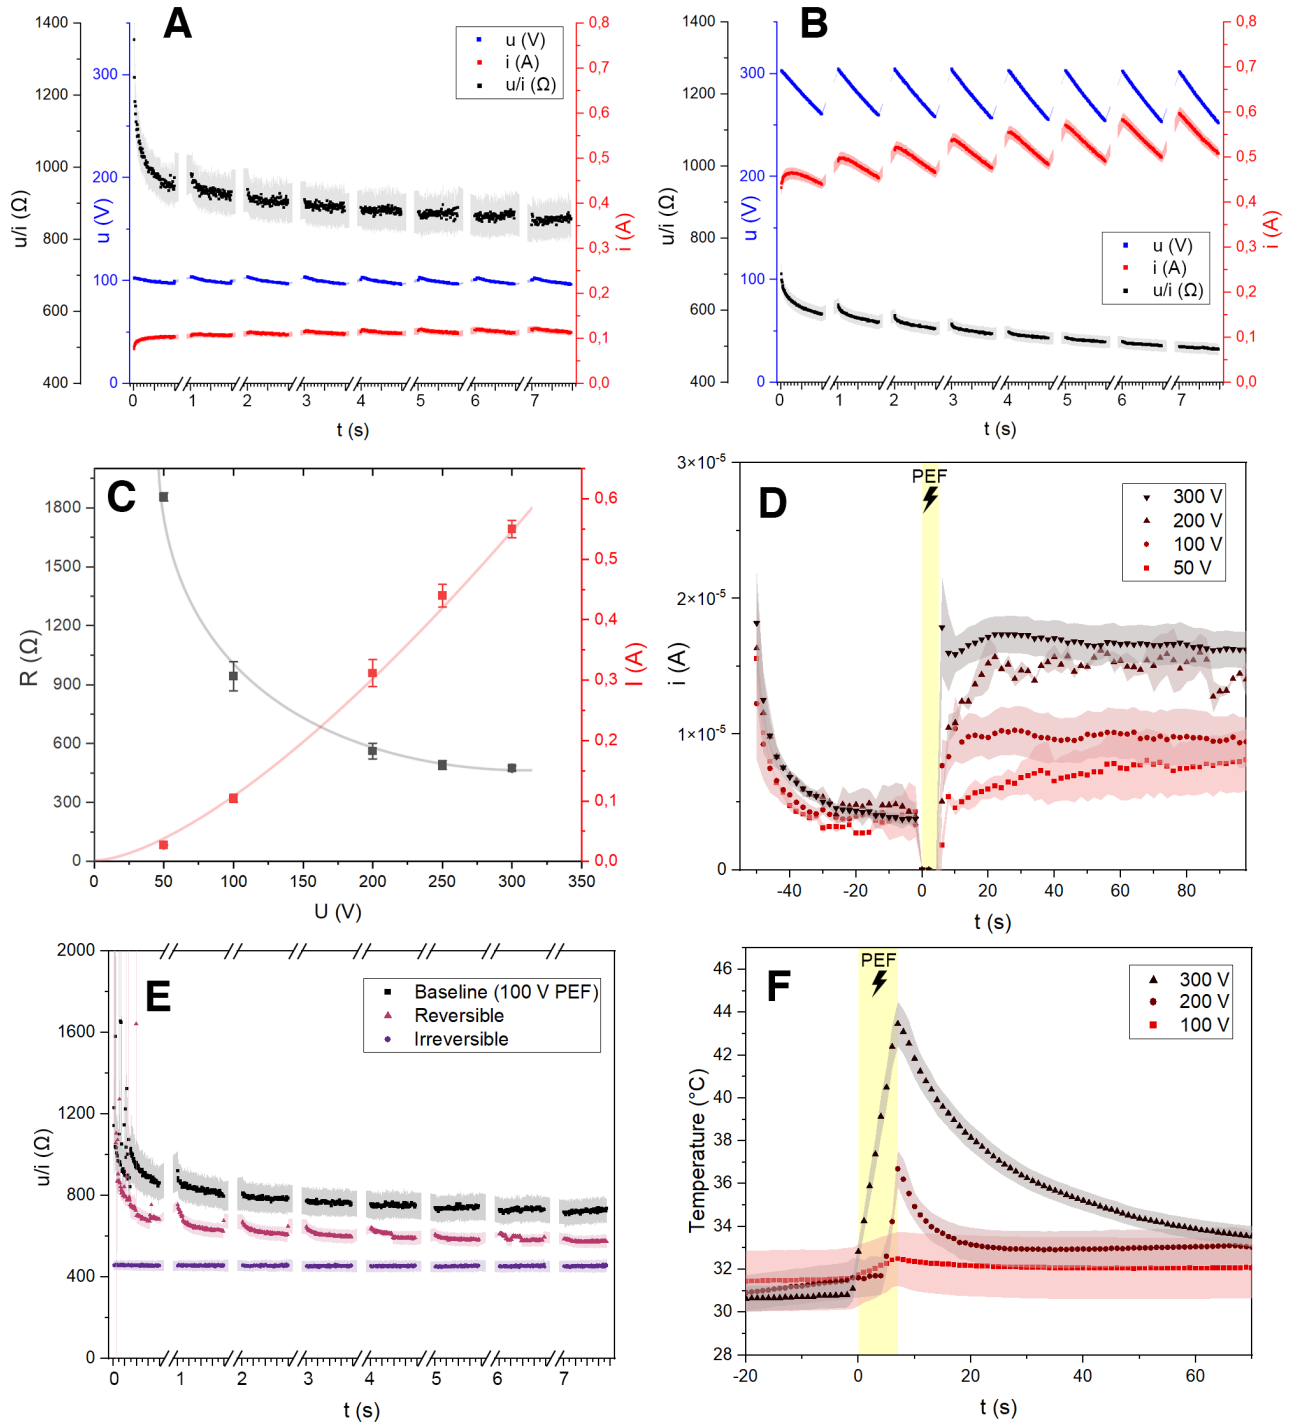 A
u (V)
i (A)
u/i (Ω)
1400
1200
1000
800
600
400
u/i (Ω)
300
200
100
0
u (V)
0,8
0,7
0,6
0,5
0,4
0,3
0,2
0,1
0,0
i (A)
0 1 2 3 4 5 6 7
t (s)
B
u (V)
i (A)
u/i (Ω)
1400
1200
1000
800
600
400
u/i (Ω)
300
200
100
0
u (V)
0,8
0,7
0,6
0,5
0,4
0,3
0,2
0,1
0,0
i (A)
0 1 2 3 4 5 6 7
t (s)
C
1800
1500
1200
900
600
300
0
R (Ω)
0,6
0,5
0,4
0,3
0,2
0,1
0,0
I (A)
0 50 100 150 200 250 300 350
U (V)
D
PEF
300 V
200 V
100 V
50 V
3×10⁻⁵
2×10⁻⁵
1×10⁻⁵
0
i (A)
-40 -20 0 20 40 60 80
t (s)
E
Baseline (100 V PEF)
Reversible
Irreversible
2000
1600
1200
800
400
0
u/i (Ω)
0 1 2 3 4 5 6 7
t (s)
F
PEF
300 V
200 V
100 V
46
44
42
40
38
36
34
32
30
28
Temperature (°C)
-20 0 20 40 60
t (s)